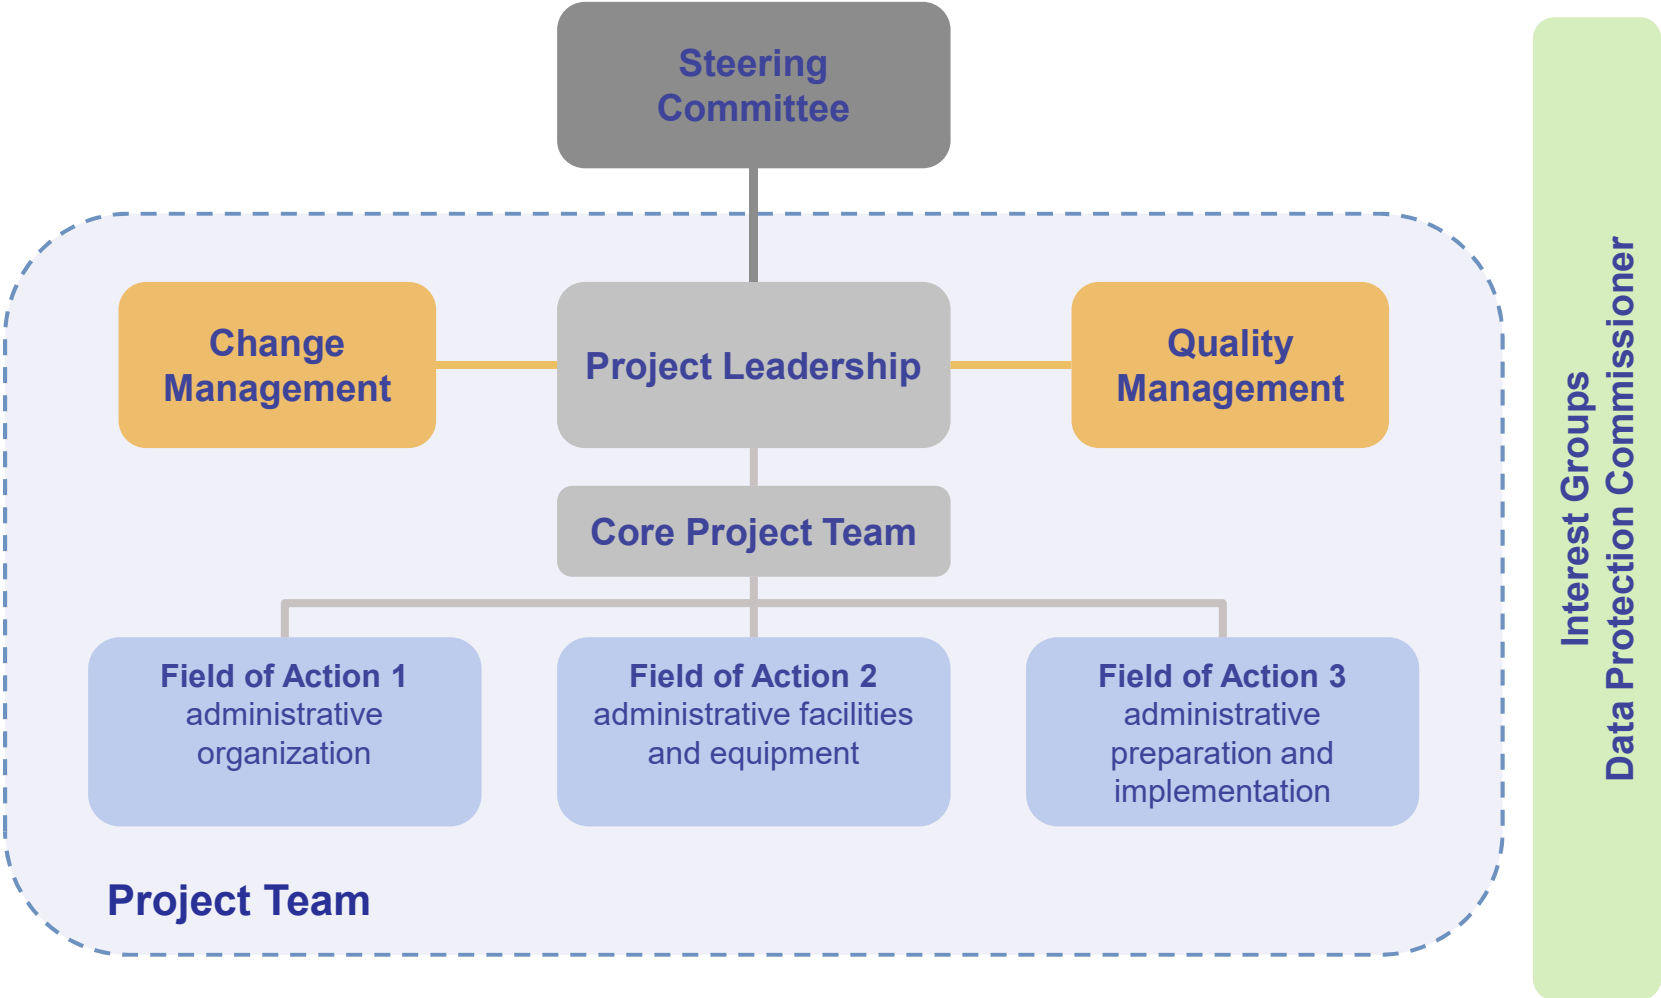 Steering
Committee
Change
Management
Project Leadership
Quality
Management
Core Project Team
Field of Action 1
administrative
organization
Field of Action 2
administrative facilities
and equipment
Field of Action 3
administrative
preparation and
implementation
Project Team
Interest Groups
Data Protection Commissioner